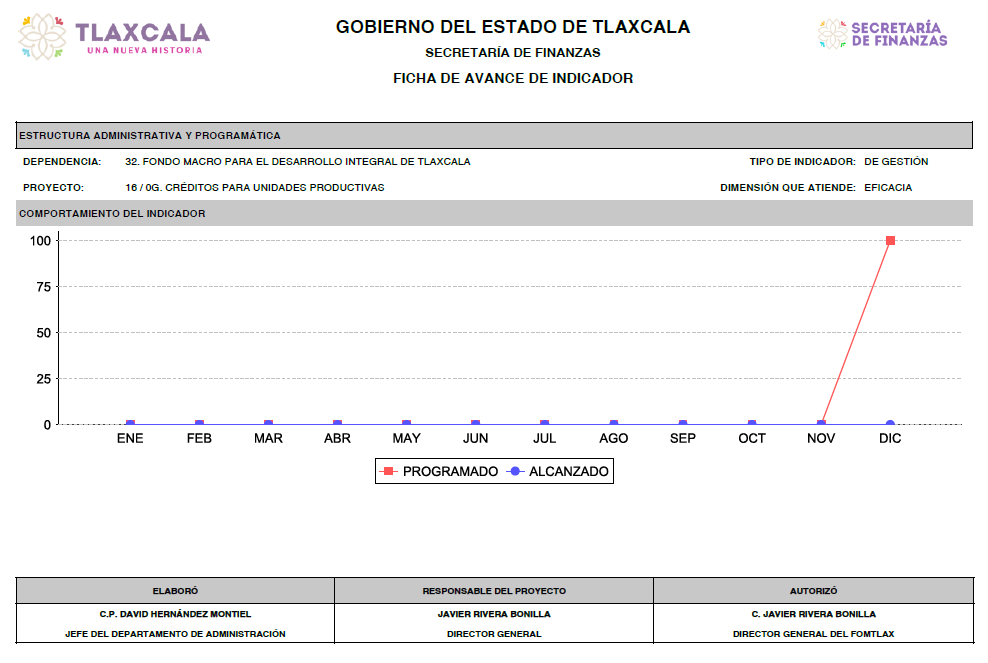 TLAXCALA
UNA NUEVA HISTORIA
GOBIERNO DEL ESTADO DE TLAXCALA
SECRETARÍA DE FINANZAS
FICHA DE AVANCE DE INDICADOR
SECRETARÍA
DE FINANZAS
ESTRUCTURA ADMINISTRATIVA Y PROGRAMÁTICA
DEPENDENCIA: 32. FONDO MACRO PARA EL DESARROLLO INTEGRAL DE TLAXCALA TIPO DE INDICADOR: DE GESTIÓN
PROYECTO: 16 / 0G. CRÉDITOS PARA UNIDADES PRODUCTIVAS DIMENSIÓN QUE ATIENDE: EFICACIA
COMPORTAMIENTO DEL INDICADOR
100
75
50
25
0
ENE FEB MAR ABR MAY JUN JUL AGO SEP OCT NOV DIC
PROGRAMADO ALCANZADO
ELABORÓ RESPONSABLE DEL PROYECTO AUTORIZÓ
C.P. DAVID HERNÁNDEZ MONTIEL JAVIER RIVERA BONILLA C. JAVIER RIVERA BONILLA
JEFE DEL DEPARTAMENTO DE ADMINISTRACIÓN DIRECTOR GENERAL DIRECTOR GENERAL DEL FOMTLAX